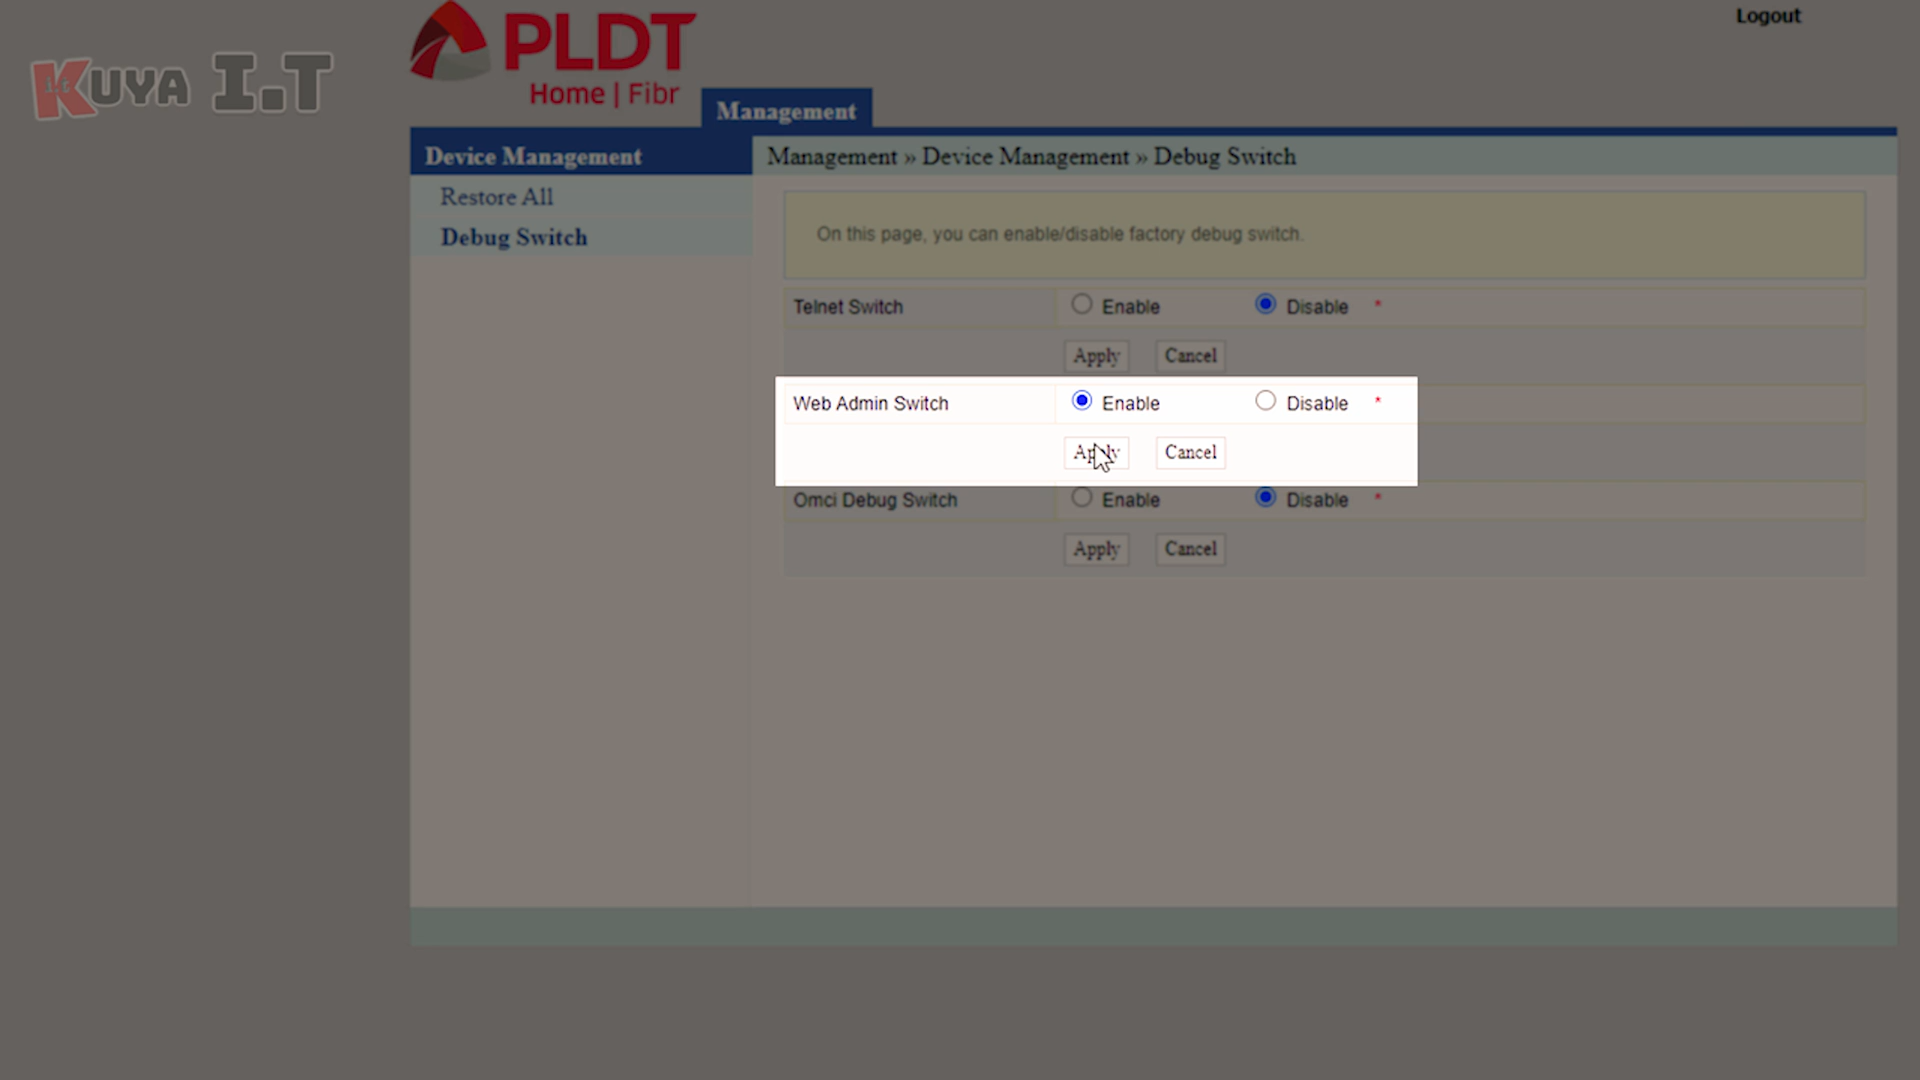 KUYA I.T
PLDT
Home | Fibr
Logout
Management
Device Management
Management » Device Management » Debug Switch
Restore All
Debug Switch
On this page, you can enable/disable factory debug switch.
Telnet Switch Enable Disable *
Apply Cancel
Web Admin Switch Enable Disable *
Apply Cancel
Omci Debug Switch Enable Disable *
Apply Cancel